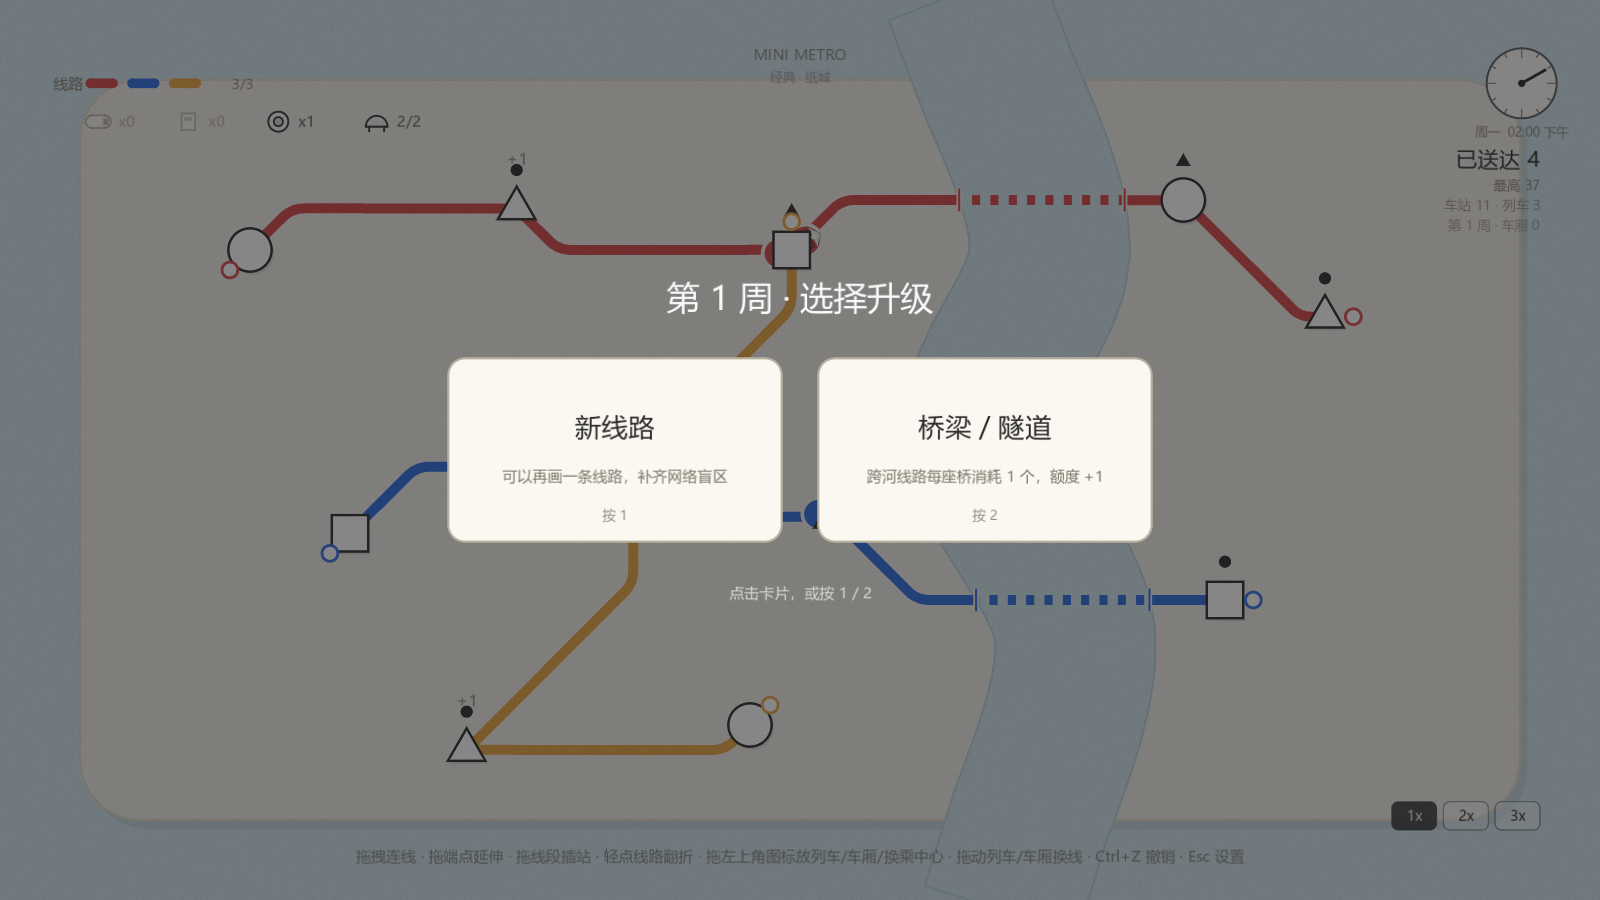 MINI METRO
经典 · 纸城
线路
3/3
x0
x0
x1
2/2
周一 02:00 下午
已送达 4
最高 37
车站 11 · 列车 3
第 1 周 · 车厢 0
+1
第 1 周 · 选择升级
新线路
可以再画一条线路，补齐网络盲区
按 1
桥梁 / 隧道
跨河线路每座桥消耗 1 个，额度 +1
按 2
点击卡片，或按 1 / 2
+1
1x
2x
3x
拖拽连线 · 拖端点延伸 · 拖线段插站 · 轻点线路翻折 · 拖左上角图标放列车/车厢/换乘中心 · 拖动列车/车厢换线 · Ctrl+Z 撤销 · Esc 设置